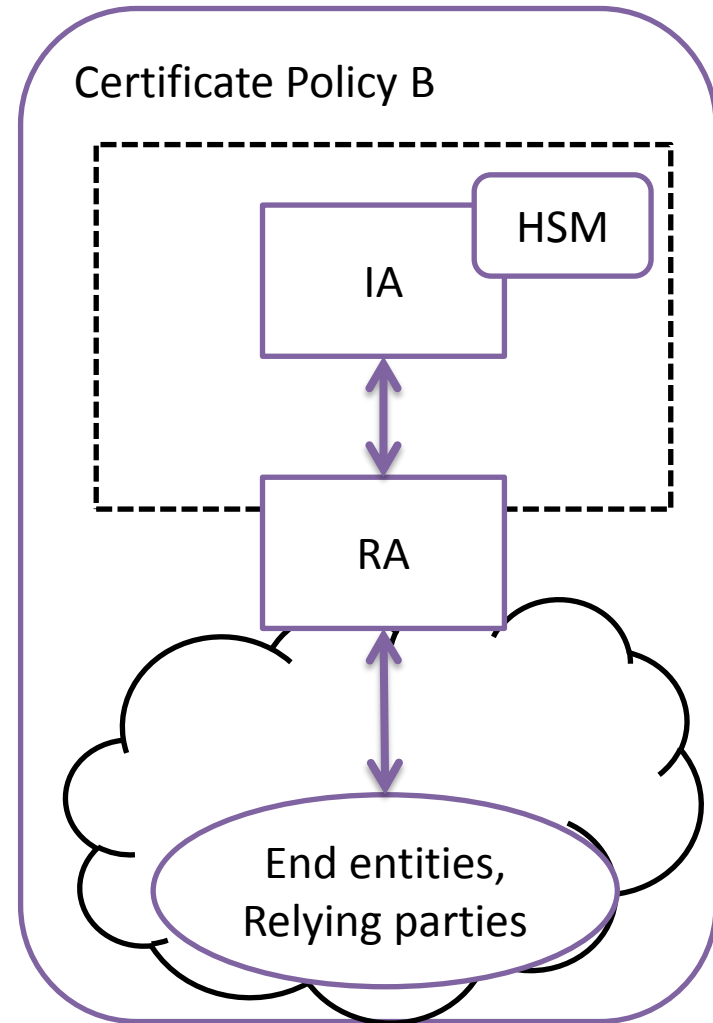 Certificate Policy B
HSM
IA
RA
End entities,
Relying parties